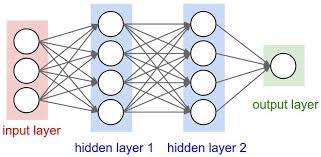 input layer
hidden layer 1
hidden layer 2
output layer